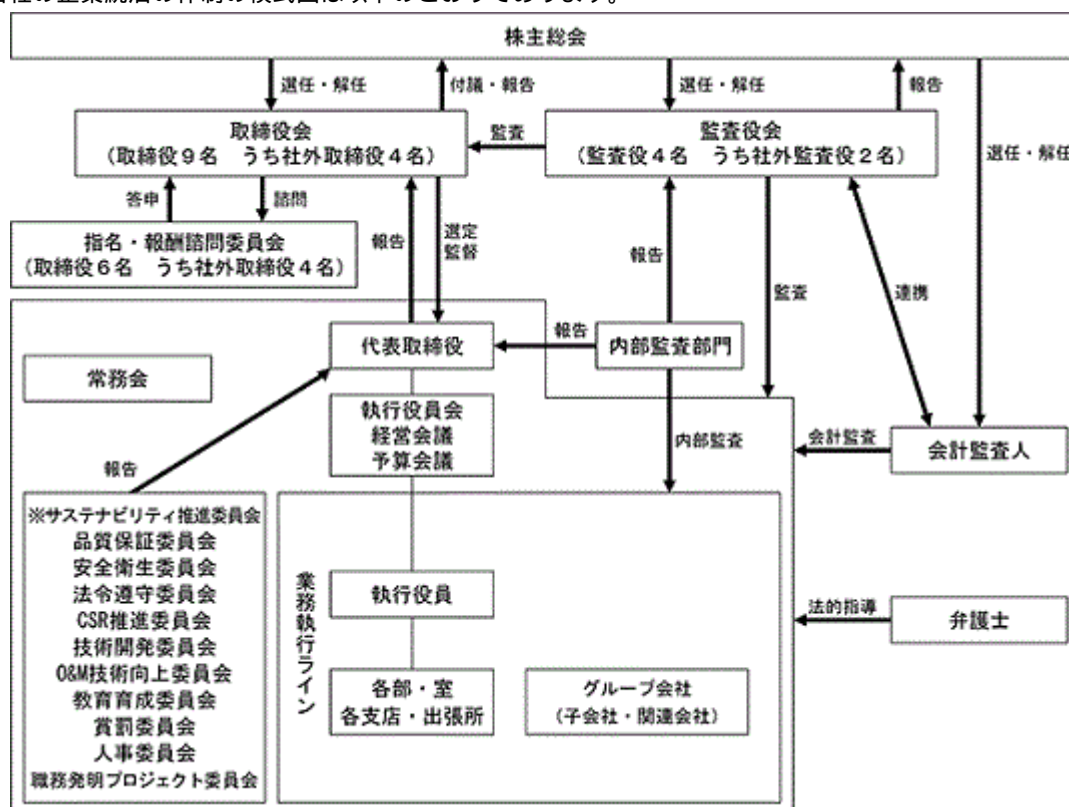 当社の企業統治の体制の模式図は以下のとおりであります。
株主総会
選任・解任
付議・報告
選任・解任
報告
取締役会
(取締役9名 うち社外取締役4名)
監査
監査役会
(監査役4名 うち社外監査役2名)
選任・解任
答申
諮問
指名・報酬諮問委員会
(取締役6名 うち社外取締役4名)
報告
選定
監督
報告
監査
連携
代表取締役
報告
内部監査部門
常務会
執行役員会
経営会議
予算会議
内部監査
会計監査
会計監査人
報告
※サステナビリティ推進委員会
品質保証委員会
安全衛生委員会
法令遵守委員会
CSR推進委員会
技術開発委員会
O&M技術向上委員会
教育育成委員会
賞罰委員会
人事委員会
職務発明プロジェクト委員会
業務執行ライン
執行役員
法的指導
弁護士
各部・室
各支店・出張所
グループ会社
(子会社・関連会社)